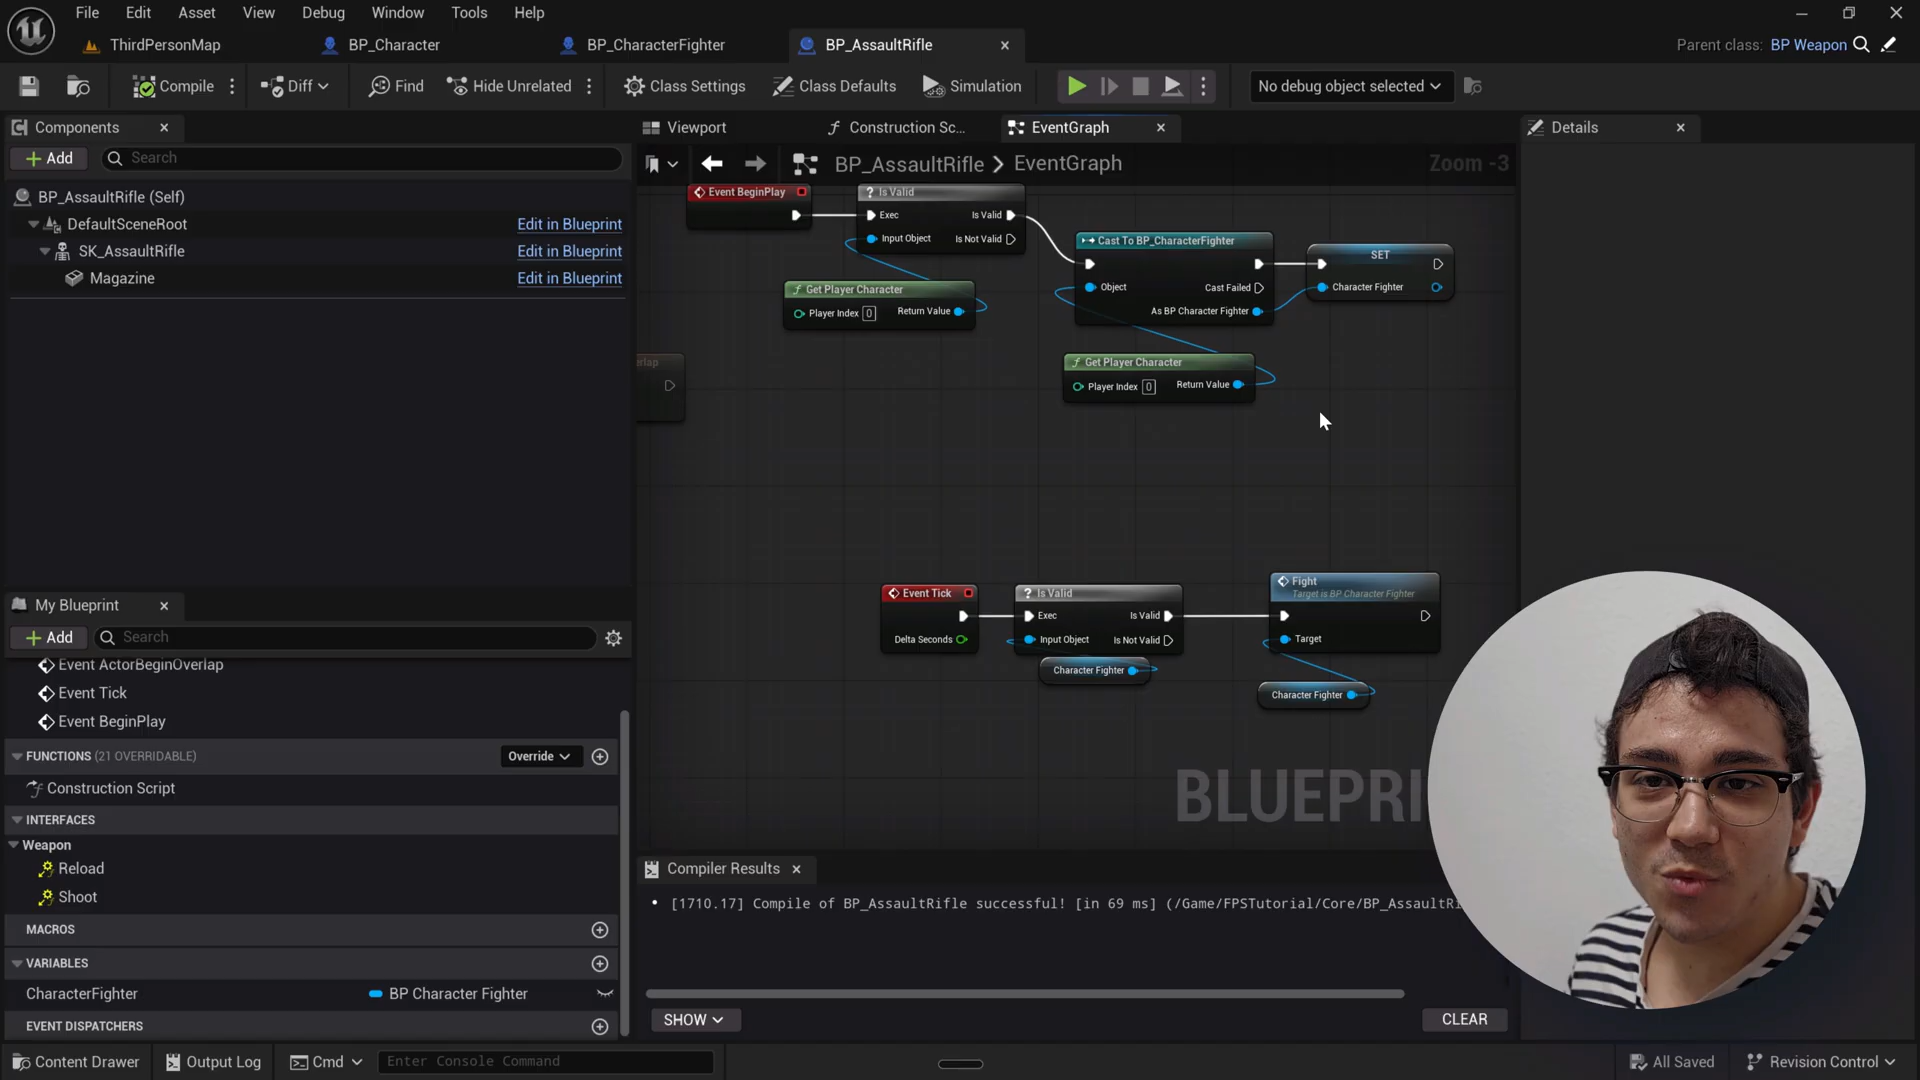 File Edit Asset View Debug Window Tools Help
ThirdPersonMap BP_Character BP_CharacterFighter BP_AssaultRifle Parent class: BP Weapon
Compile Diff Find Hide Unrelated Class Settings Class Defaults Simulation No debug object selected
Components
Add Search
BP_AssaultRifle (Self)
DefaultSceneRoot Edit in Blueprint
SK_AssaultRifle Edit in Blueprint
Magazine Edit in Blueprint
My Blueprint
Add Search
Event ActorBeginOverlap
Event Tick
Event BeginPlay
FUNCTIONS (21 OVERRIDABLE) Override
Construction Script
INTERFACES
Weapon
Reload
Shoot
MACROS
VARIABLES
CharacterFighter BP Character Fighter
EVENT DISPATCHERS
Viewport Construction Sc... EventGraph
BP_AssaultRifle > EventGraph Zoom -3
Event BeginPlay
? Is Valid
Exec Is Valid
Input Object Is Not Valid
f Get Player Character
Player Index 0 Return Value
Cast To BP_CharacterFighter
Object Cast Failed
As BP Character Fighter
SET
Character Fighter
f Get Player Character
Player Index 0 Return Value
rlap
Event Tick
Delta Seconds
? Is Valid
Exec Is Valid
Input Object Is Not Valid
Character Fighter
Fight
Target is BP Character Fighter
Target
Character Fighter
BLUEPRI
Compiler Results
• [1710.17] Compile of BP_AssaultRifle successful! [in 69 ms] (/Game/FPSTutorial/Core/BP_AssaultRi
SHOW CLEAR
Details
Content Drawer Output Log Cmd Enter Console Command All Saved Revision Control